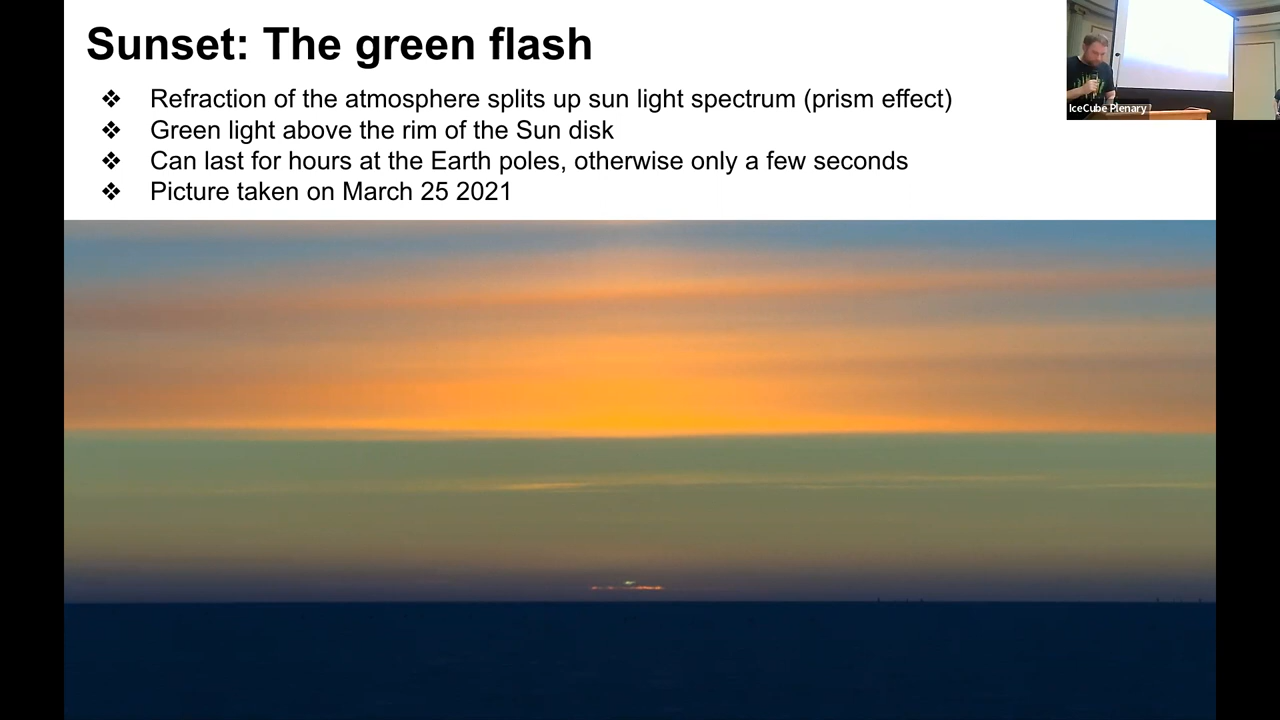 Sunset: The green flash
❖ Refraction of the atmosphere splits up sun light spectrum (prism effect)
❖ Green light above the rim of the Sun disk
❖ Can last for hours at the Earth poles, otherwise only a few seconds
❖ Picture taken on March 25 2021
IceCube Plenary